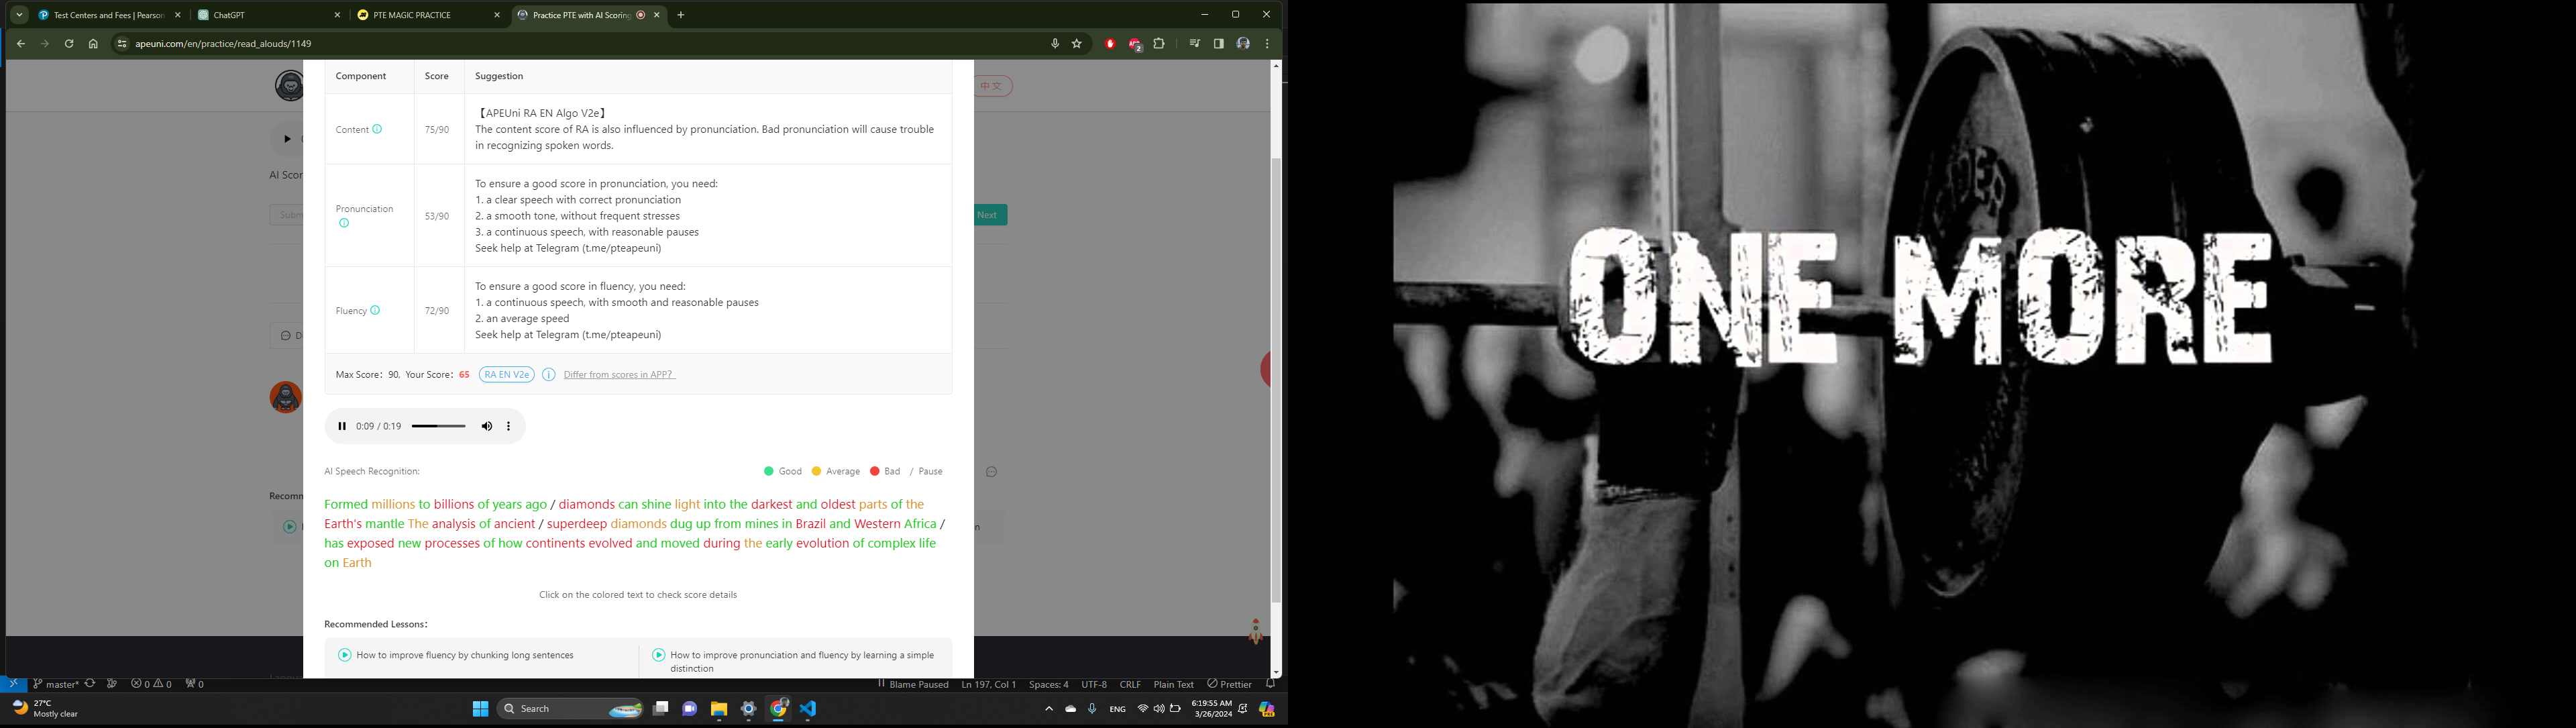 Test Centers and Fees | Pearson
ChatGPT
PTE MAGIC PRACTICE
Practice PTE with AI Scoring
apeuni.com/en/practice/read_alouds/1149
2
中文
Component Score Suggestion
Content 75/90
【APEUni RA EN Algo V2e】
The content score of RA is also influenced by pronunciation. Bad pronunciation will cause trouble
in recognizing spoken words.
AI Scor
Pronunciation 53/90
To ensure a good score in pronunciation, you need:
1. a clear speech with correct pronunciation
2. a smooth tone, without frequent stresses
3. a continuous speech, with reasonable pauses
Seek help at Telegram (t.me/pteapeuni)
Next
Fluency 72/90
To ensure a good score in fluency, you need:
1. a continuous speech, with smooth and reasonable pauses
2. an average speed
Seek help at Telegram (t.me/pteapeuni)
Max Score: 90, Your Score: 65 RA EN V2e Differ from scores in APP?
0:09 / 0:19
AI Speech Recognition: Good Average Bad / Pause
Recomm
Formed millions to billions of years ago / diamonds can shine light into the darkest and oldest parts of the
Earth's mantle The analysis of ancient / superdeep diamonds dug up from mines in Brazil and Western Africa /
has exposed new processes of how continents evolved and moved during the early evolution of complex life
on Earth
Click on the colored text to check score details
Recommended Lessons:
How to improve fluency by chunking long sentences
How to improve pronunciation and fluency by learning a simple
distinction
master* 0 0 0 Blame Paused Ln 197, Col 1 Spaces: 4 UTF-8 CRLF Plain Text Prettier
27°C
Mostly clear
Search
ENG
6:19:55 AM
3/26/2024
ONE MORE